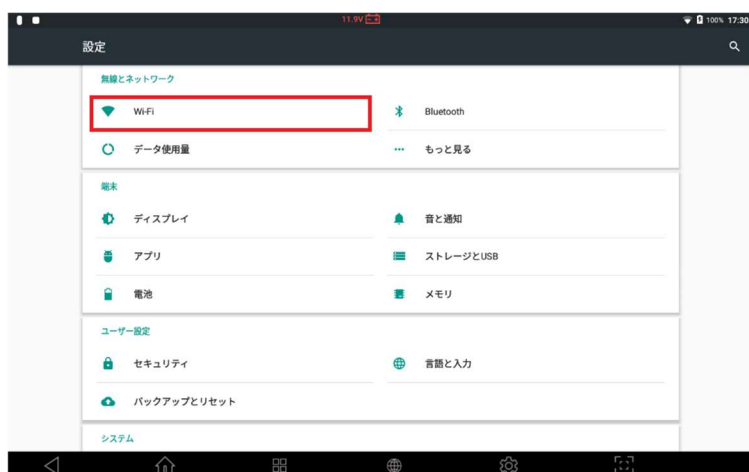 11.9V
100% 17:30
設定
無線とネットワーク
Wi-Fi
Bluetooth
データ使用量
もっと見る
端末
ディスプレイ
音と通知
アプリ
ストレージとUSB
電池
メモリ
ユーザー設定
セキュリティ
言語と入力
バックアップとリセット
システム